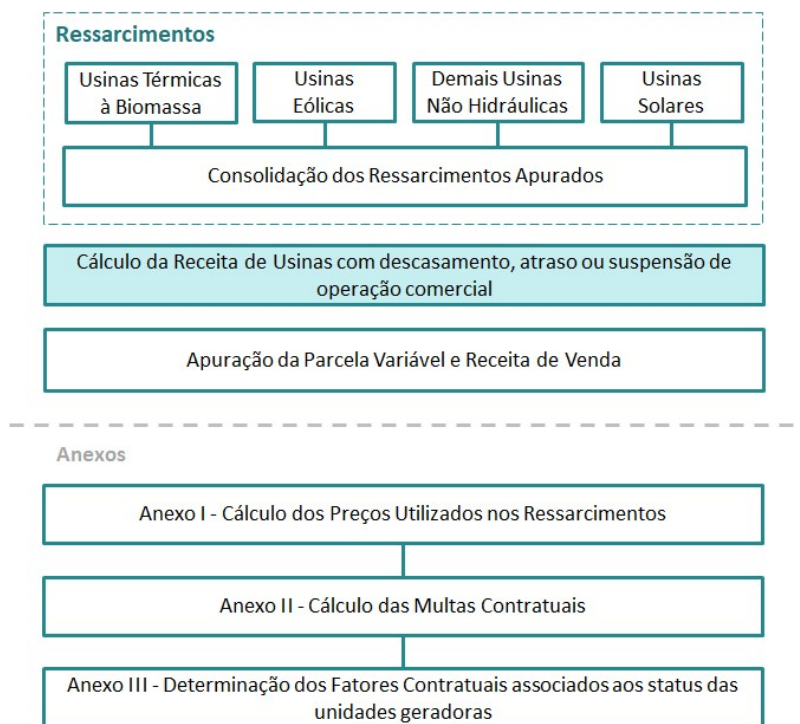 Ressarcimentos
Usinas Térmicas
à Biomassa
Usinas
Eólicas
Demais Usinas
Não Hidráulicas
Usinas
Solares
Consolidação dos Ressarcimentos Apurados
Cálculo da Receita de Usinas com descasamento, atraso ou suspensão de
operação comercial
Apuração da Parcela Variável e Receita de Venda
Anexos
Anexo I - Cálculo dos Preços Utilizados nos Ressarcimentos
Anexo II - Cálculo das Multas Contratuais
Anexo III - Determinação dos Fatores Contratuais associados aos status das
unidades geradoras